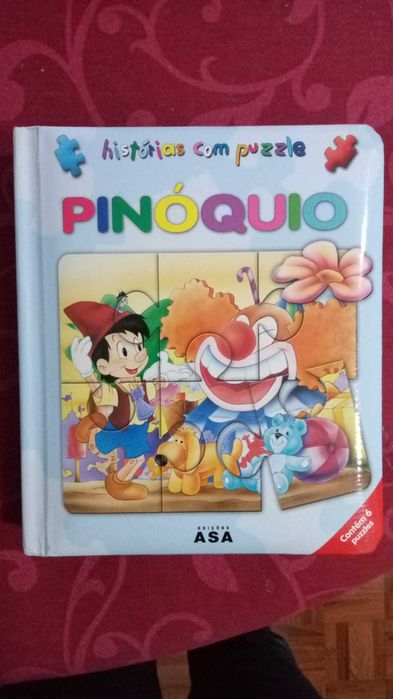 histórias com puzzle
PINÓQUIO
Contém 6
puzzles
EDIÇÕES
ASA